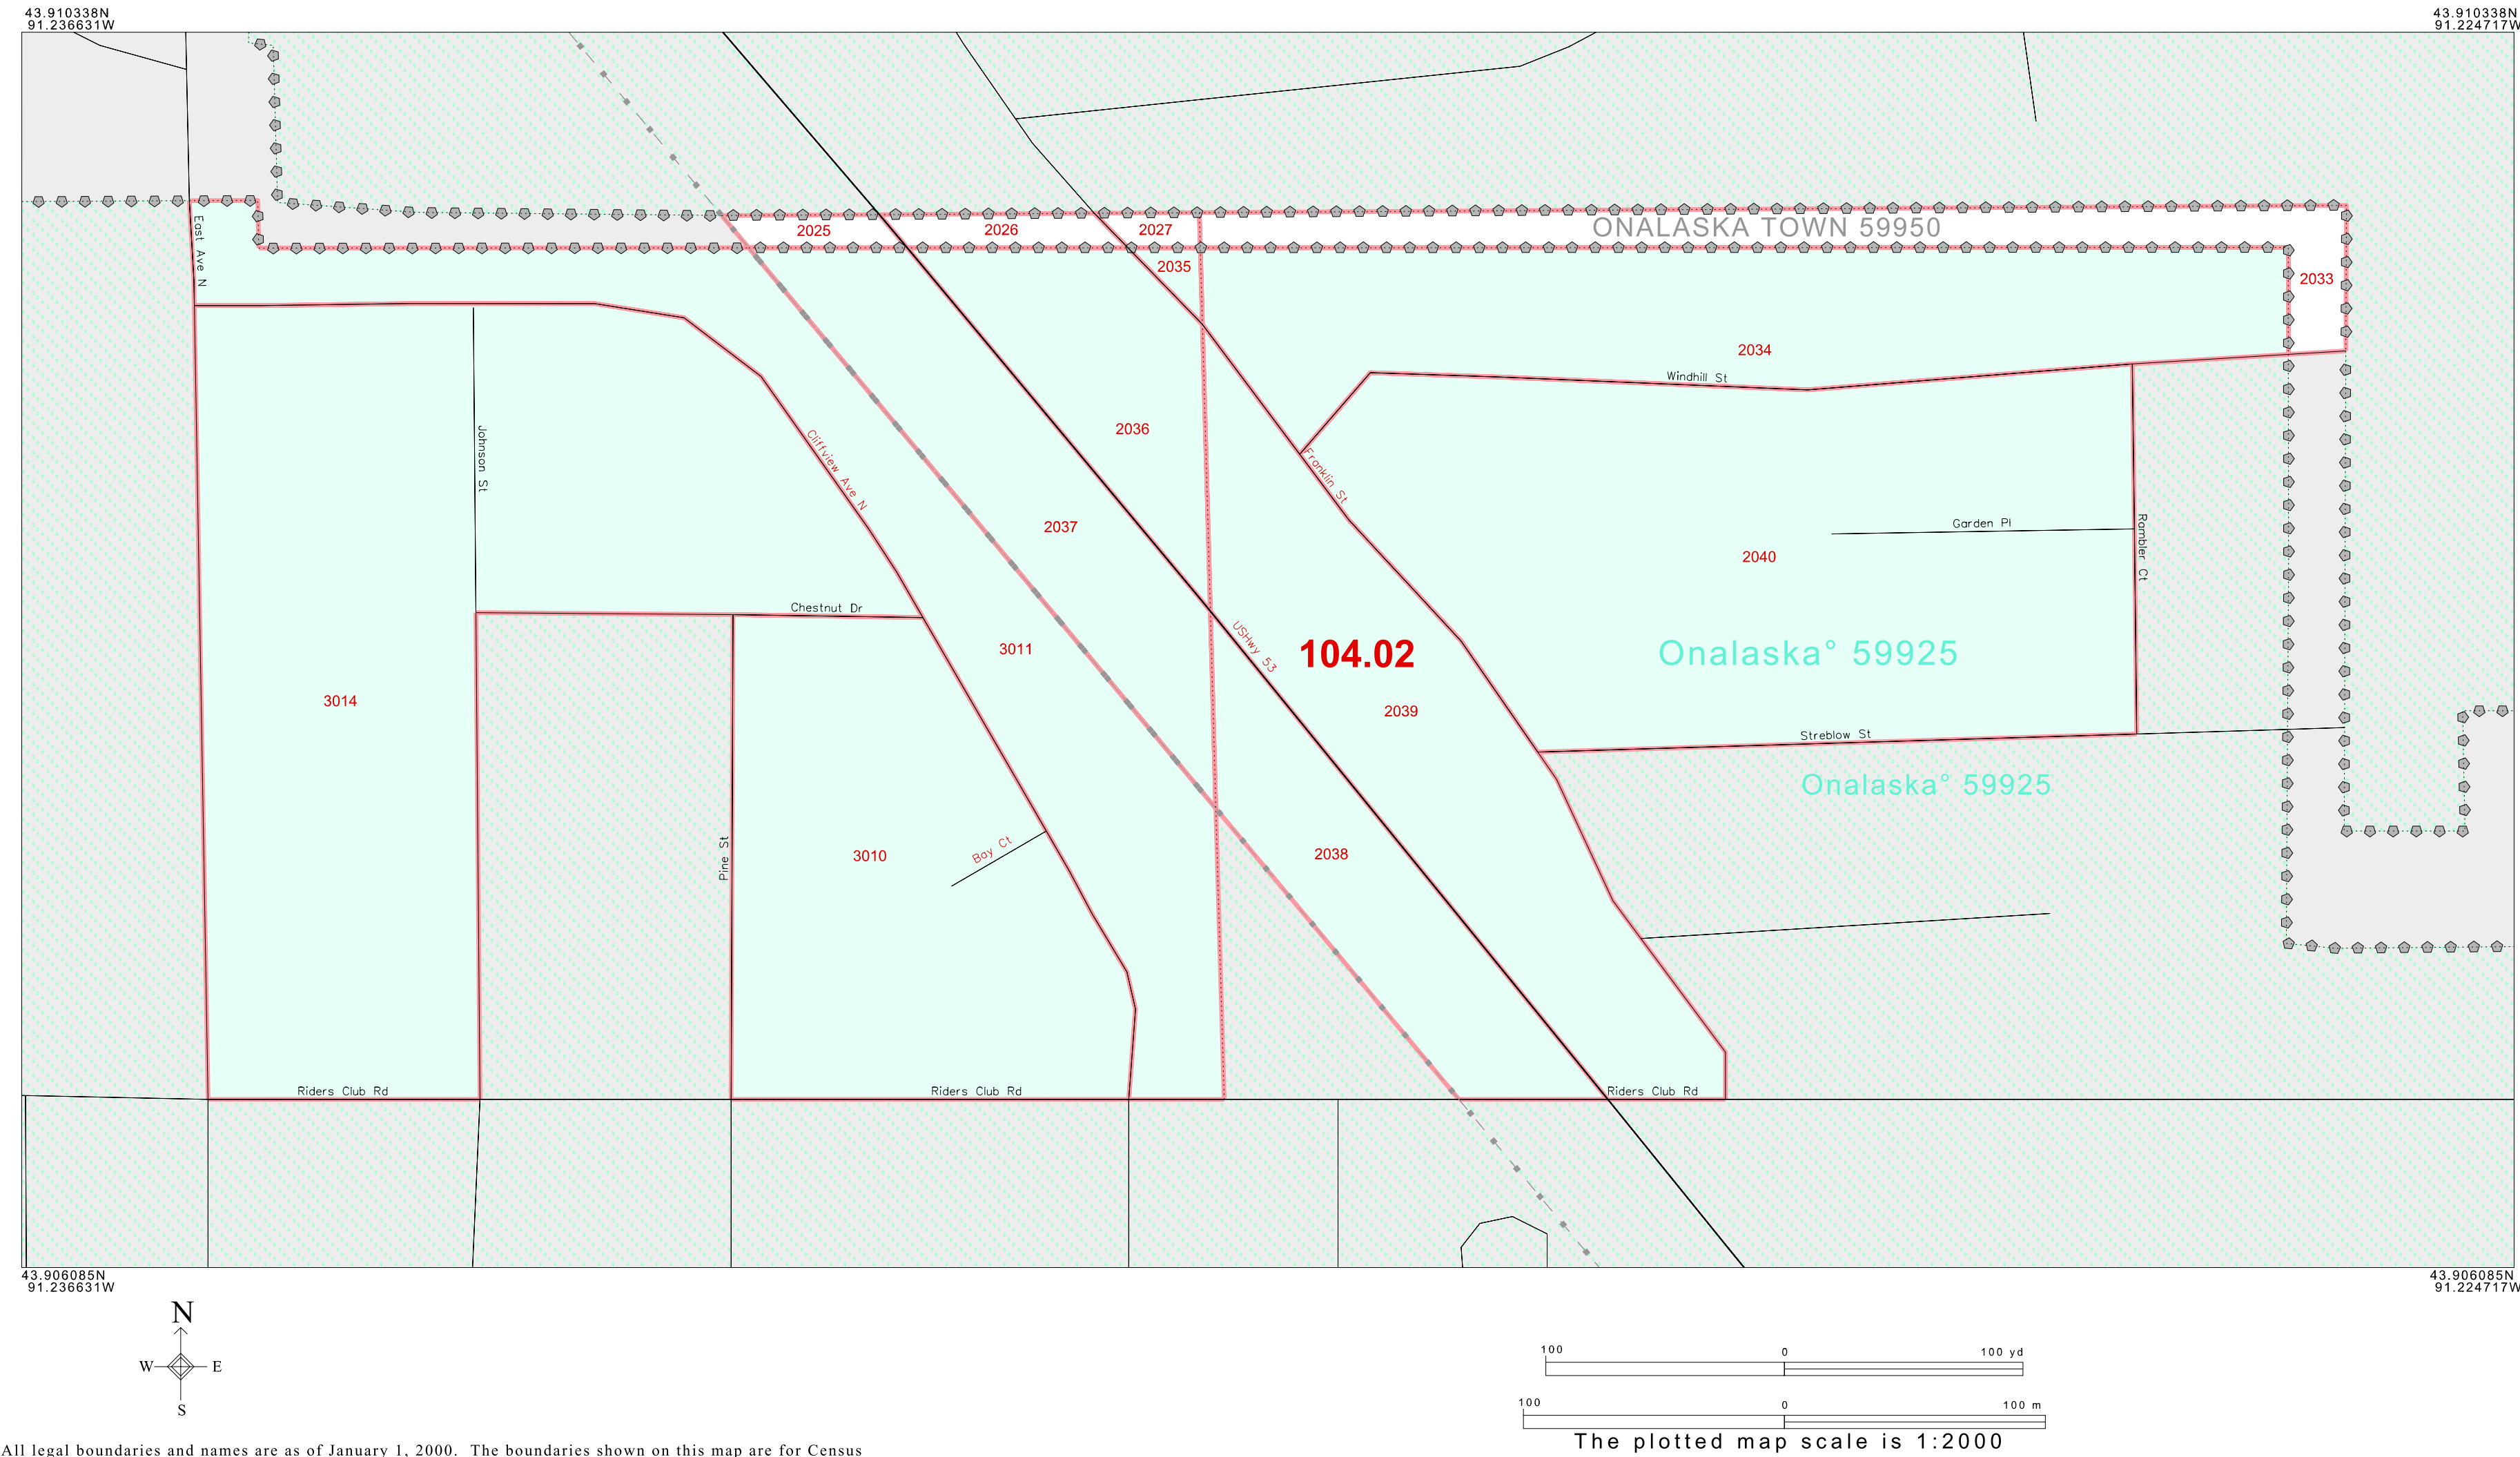 43.910338N
91.236631W
43.910338N
91.224717W
East Ave N
2025
2026
2027
ONALASKA TOWN 59950
2035
2033
2034
Windhill St
2036
Johnson St
Cliffview Ave N
Franklin St
2037
Garden Pl
Rambler Ct
2040
Chestnut Dr
USHwy 53
3011
104.02
Onalaska° 59925
3014
2039
Streblow St
Onalaska° 59925
Pine St
3010
Bay Ct
2038
Riders Club Rd
Riders Club Rd
Riders Club Rd
43.906085N
91.236631W
43.906085N
91.224717W
N
W E
S
100 0 100 yd
100 0 100 m
The plotted map scale is 1:2000
All legal boundaries and names are as of January 1, 2000. The boundaries shown on this map are for Census